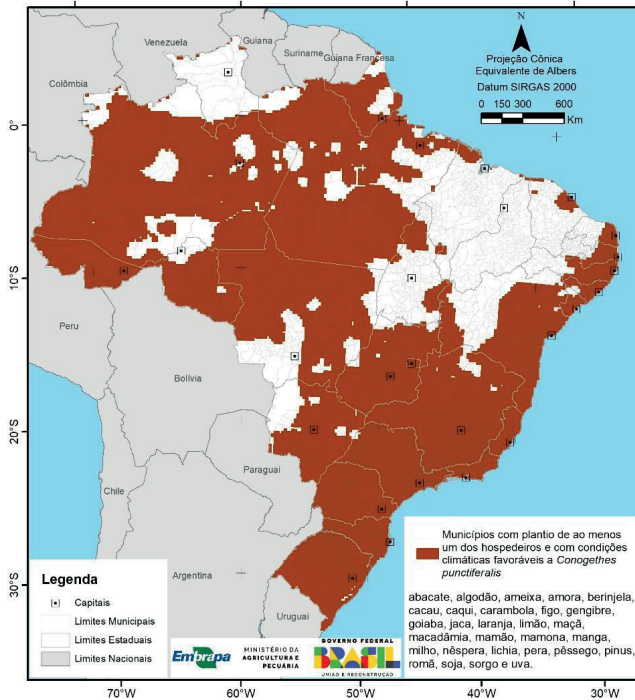 N
Projeção Cônica
Equivalente de Albers
Datum SIRGAS 2000
0 150 300 600
Km
Venezuela
Guiana
Suriname
Guiana Francesa
Colômbia
Peru
Bolívia
Paraguai
Chile
Argentina
Uruguai
0°
10°S
20°S
30°S
Legenda
Capitais
Limites Municipais
Limites Estaduais
Limites Nacionais
Embrapa
MINISTÉRIO DA
AGRICULTURA E
PECUÁRIA
GOVERNO FEDERAL
BRASIL
UNIÃO E RECONSTRUÇÃO
Municípios com plantio de ao menos
um dos hospedeiros e com condições
climáticas favoráveis a Conogethes
punctiferalis
abacate, algodão, ameixa, amora, berinjela,
cacau, caqui, carambola, figo, gengibre,
goiaba, jaca, laranja, limão, maçã,
macadâmia, mamão, mamona, manga,
milho, nêspera, lichia, pera, pêssego, pinus,
romã, soja, sorgo e uva.
70°W 60°W 50°W 40°W 30°W